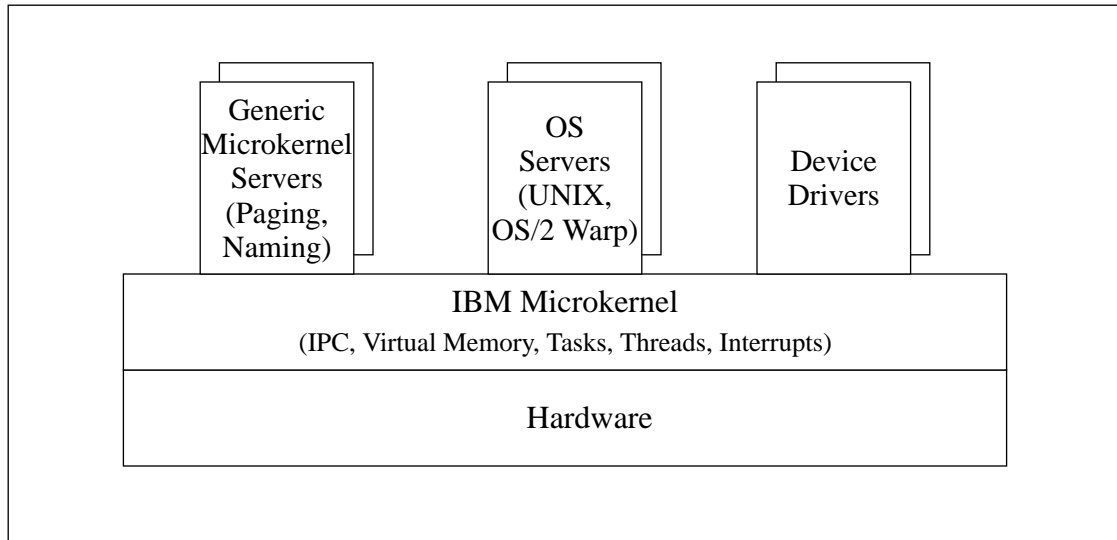 Generic
Microkernel
Servers
(Paging,
Naming)
OS
Servers
(UNIX,
OS/2 Warp)
Device
Drivers
IBM Microkernel
(IPC, Virtual Memory, Tasks, Threads, Interrupts)
Hardware